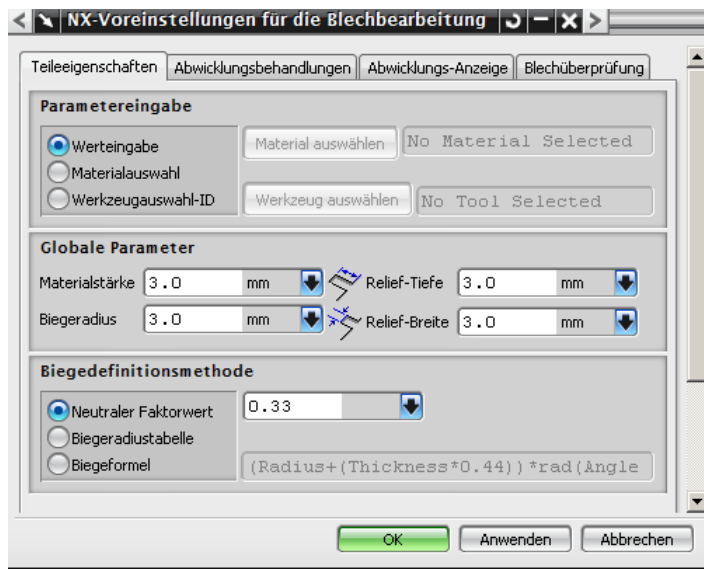 NX-Voreinstellungen für die Blechbearbeitung
Teileeigenschaften Abwicklungsbehandlungen Abwicklungs-Anzeige Blechüberprüfung
Parametereingabe
Werteingabe Material auswählen No Material Selected
Materialauswahl
Werkzeugauswahl-ID Werkzeug auswählen No Tool Selected
Globale Parameter
Materialstärke 3.0 mm Relief-Tiefe 3.0 mm
Biegeradius 3.0 mm Relief-Breite 3.0 mm
Biegedefinitionsmethode
Neutraler Faktorwert 0.33
Biegeradiustabelle
Biegeformel (Radius+(Thickness*0.44))*rad(Angle
OK Anwenden Abbrechen